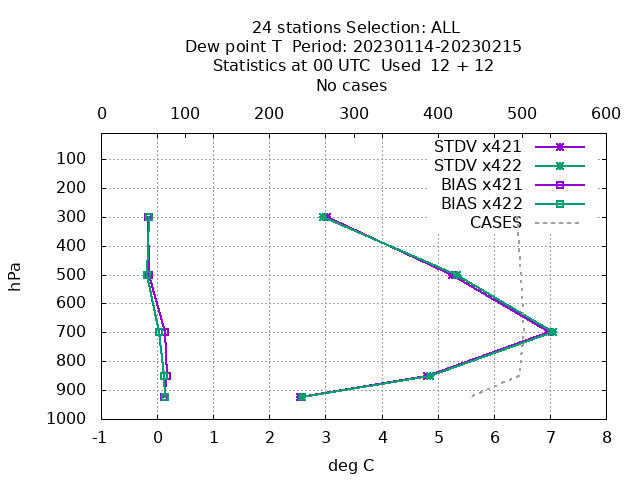 24 stations Selection: ALL
Dew point T  Period: 20230114-20230215
Statistics at 00 UTC  Used  12 + 12
No cases
0 100 200 300 400 500 600
STDV x421
STDV x422
BIAS x421
BIAS x422
CASES
100
200
300
400
500
600
700
800
900
1000
hPa
-1 0 1 2 3 4 5 6 7 8
deg C